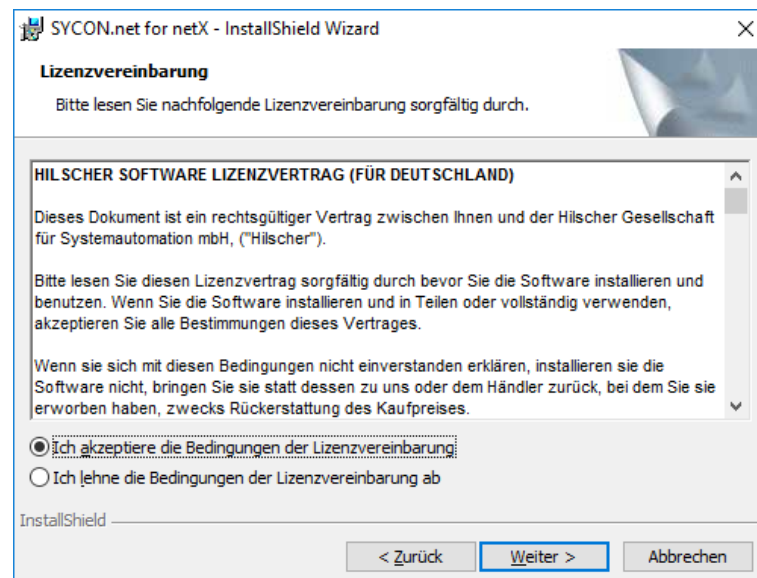 SYCON.net for netX - InstallShield Wizard
Lizenzvereinbarung
Bitte lesen Sie nachfolgende Lizenzvereinbarung sorgfältig durch.
HILSCHER SOFTWARE LIZENZVERTRAG (FÜR DEUTSCHLAND)
Dieses Dokument ist ein rechtsgültiger Vertrag zwischen Ihnen und der Hilscher Gesellschaft
für Systemautomation mbH, ("Hilscher").
Bitte lesen Sie diesen Lizenzvertrag sorgfältig durch bevor Sie die Software installieren und
benutzen. Wenn Sie die Software installieren und in Teilen oder vollständig verwenden,
akzeptieren Sie alle Bestimmungen dieses Vertrages.
Wenn sie sich mit diesen Bedingungen nicht einverstanden erklären, installieren sie die
Software nicht, bringen Sie sie statt dessen zu uns oder dem Händler zurück, bei dem Sie sie
erworben haben, zwecks Rückerstattung des Kaufpreises.
Ich akzeptiere die Bedingungen der Lizenzvereinbarung
Ich lehne die Bedingungen der Lizenzvereinbarung ab
InstallShield
< Zurück Weiter > Abbrechen